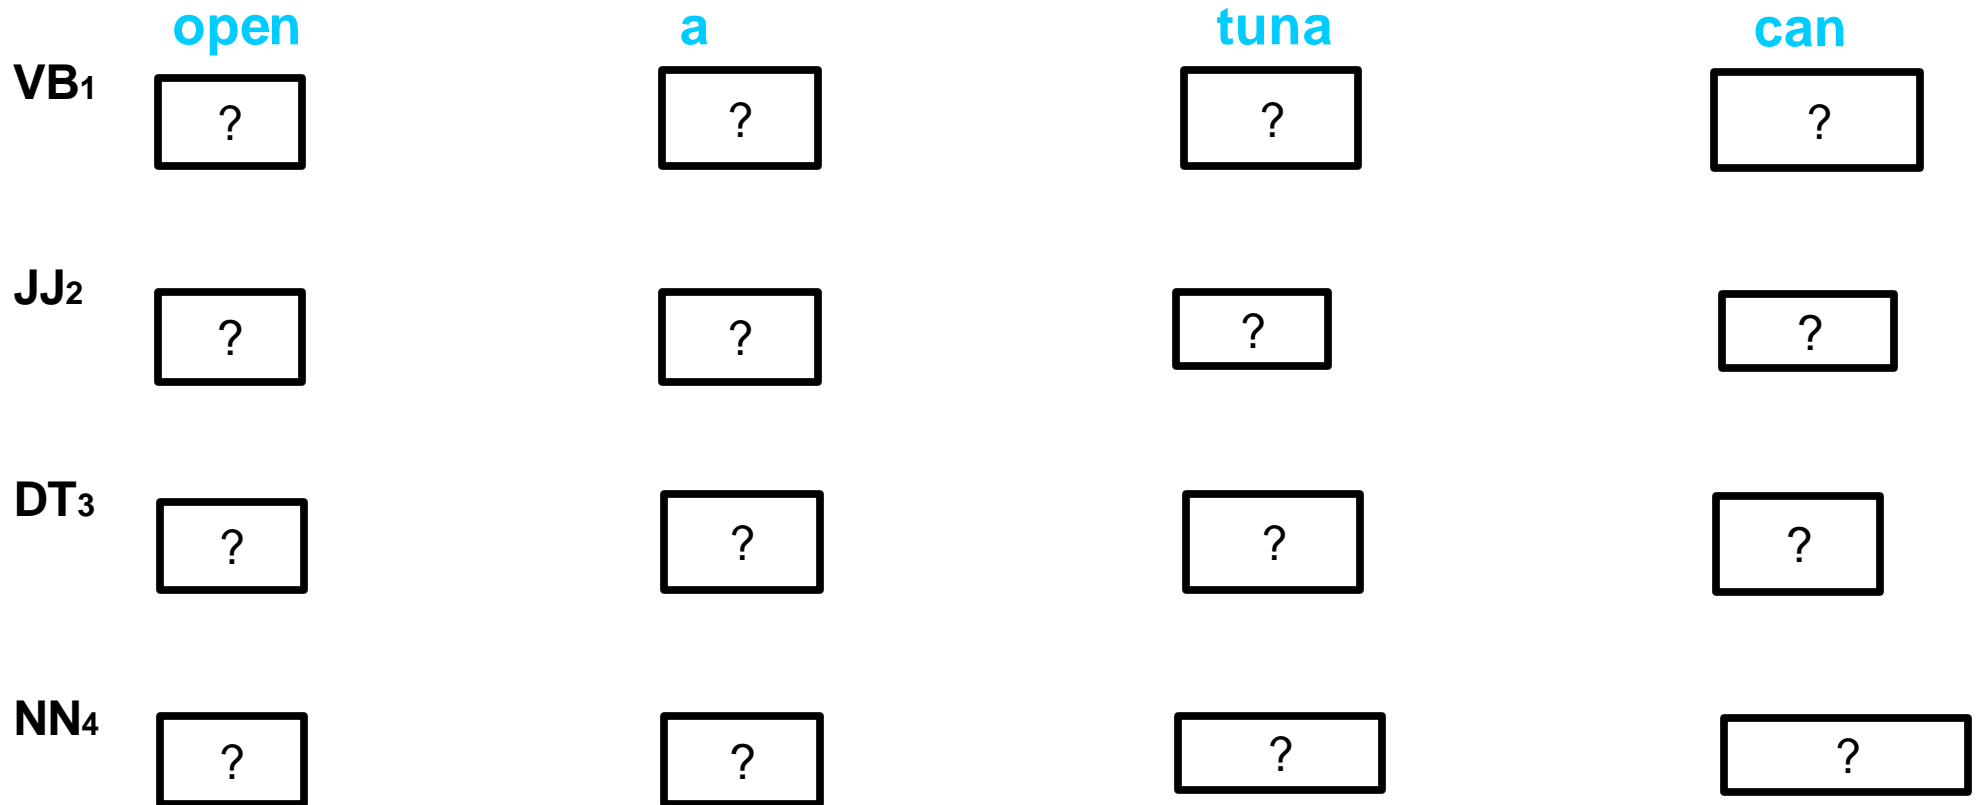 open a tuna can
VB1 ? ? ? ?
JJ2 ? ? ? ?
DT3 ? ? ? ?
NN4 ? ? ? ?